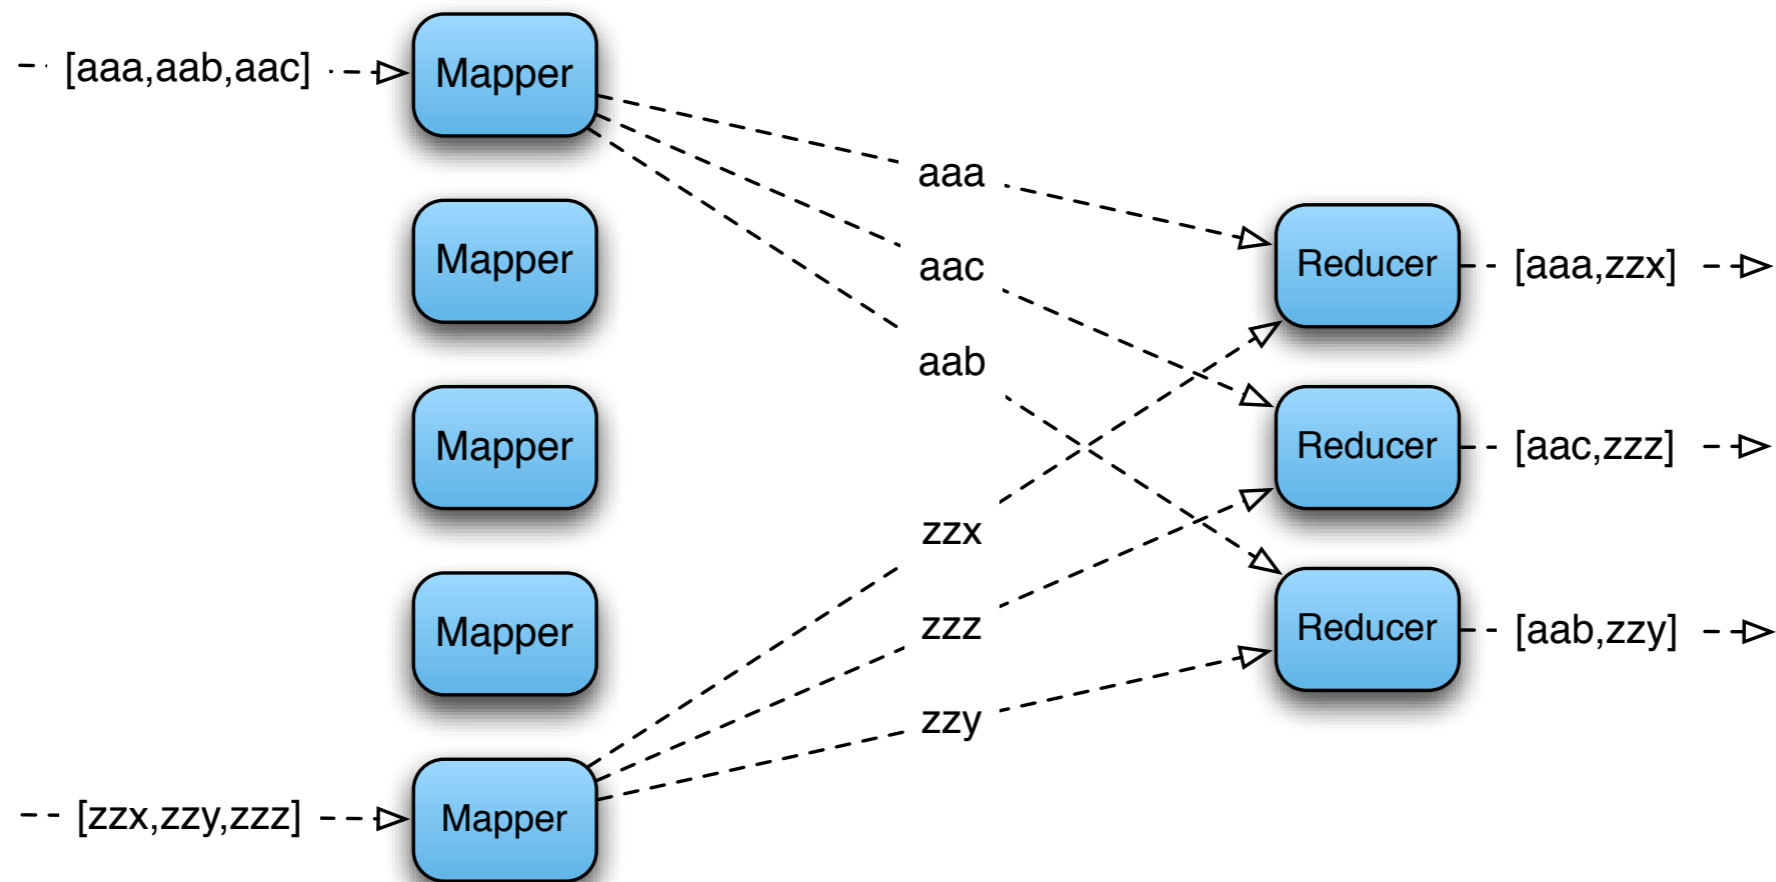 [aaa,aab,aac]
Mapper
Mapper
Mapper
Mapper
[zzx,zzy,zzz]
Mapper
aaa
aac
aab
zzx
zzz
zzy
Reducer
[aaa,zzx]
Reducer
[aac,zzz]
Reducer
[aab,zzy]